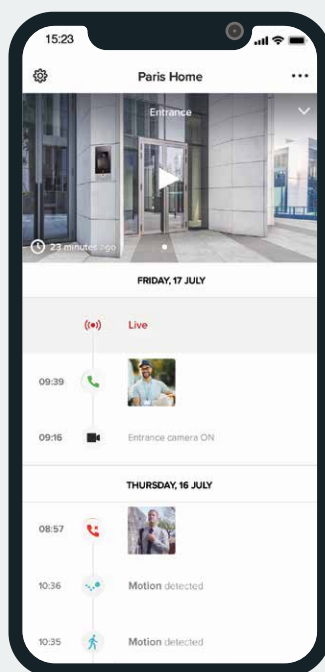 15:23
Paris Home
Entrance
23 minutes ago
FRIDAY, 17 JULY
Live
09:39
09:16 Entrance camera ON
THURSDAY, 16 JULY
08:57
10:36 Motion detected
10:35 Motion detected